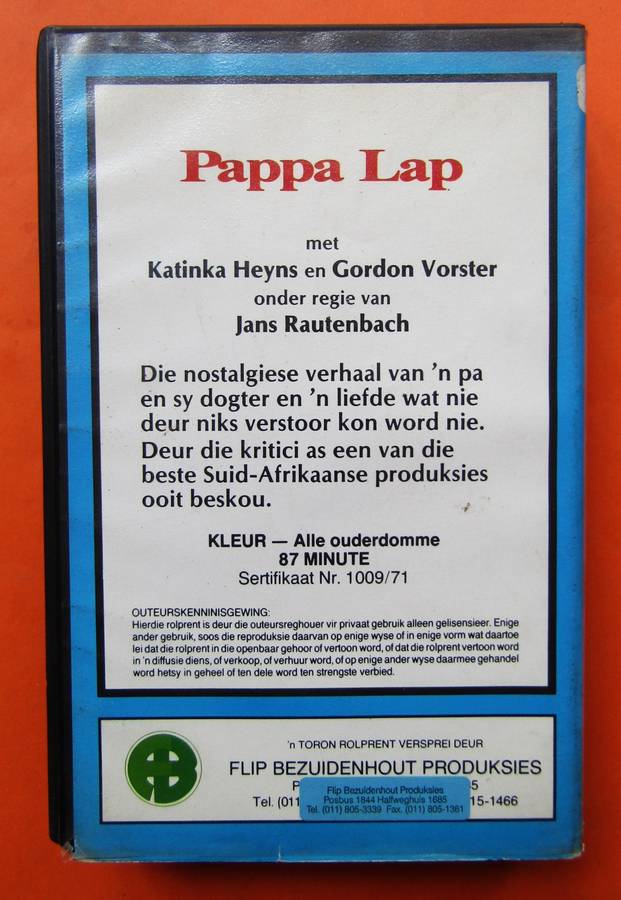 Pappa Lap
met
Katinka Heyns en Gordon Vorster
onder regie van
Jans Rautenbach
Die nostalgiese verhaal van 'n pa
en sy dogter en 'n liefde wat nie
deur niks verstoor kon word nie.
Deur die kritici as een van die
beste Suid-Afrikaanse produksies
ooit beskou.
KLEUR — Alle ouderdomme
87 MINUTE
Sertifikaat Nr. 1009/71
OUTEURSKENNINISGEWING:
Hierdie rolprent is deur die outeursreghouer vir privaat gebruik alleen gelisensieer. Enige
ander gebruik, soos die reproduksie daarvan op enige wyse of in enige vorm wat daartoe
lei dat die rolprent in die openbaar gehoor of vertoon word, of dat die rolprent vertoon word
in 'n diffusie diens, of verkoop, of verhuur word, of op enige ander wyse daarmee gehandel
word hetsy in geheel of ten dele word ten strengste verbied.
'n TORON ROLPRENT VERSPREI DEUR
FLIP BEZUIDENHOUT PRODUKSIES
Tel. (011 15-1466
Flip Bezuidenhout Produksies
Posbus 1844 Halfweghuis 1685
Tel. (011) 805-3339 Fax. (011) 805-1361